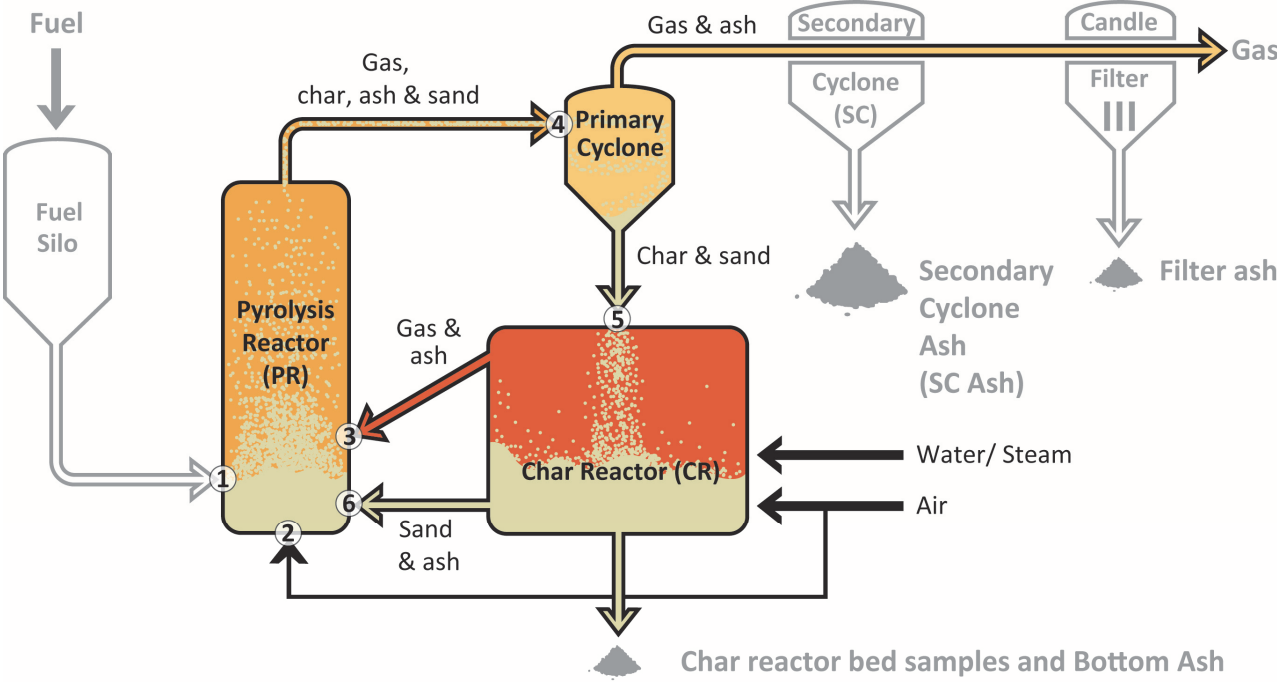 Fuel
Fuel
Silo
Gas,
char, ash & sand
Pyrolysis
Reactor
(PR)
1
2
3
6
4
Primary
Cyclone
Gas & ash
Secondary
Cyclone
(SC)
Candle
Filter
Gas
Char & sand
5
Gas &
ash
Char Reactor (CR)
Sand
& ash
Water/ Steam
Air
Secondary
Cyclone
Ash
(SC Ash)
Filter ash
Char reactor bed samples and Bottom Ash